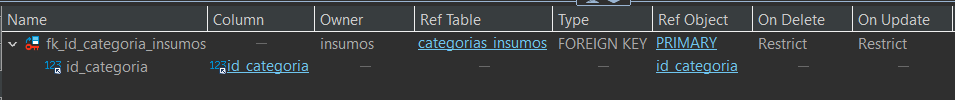 Name Column Owner Ref Table Type Ref Object On Delete On Update
fk_id_categoria_insumos — insumos categorias_insumos FOREIGN KEY PRIMARY Restrict Restrict
123 id_categoria 123 id_categoria — — — id_categoria — —